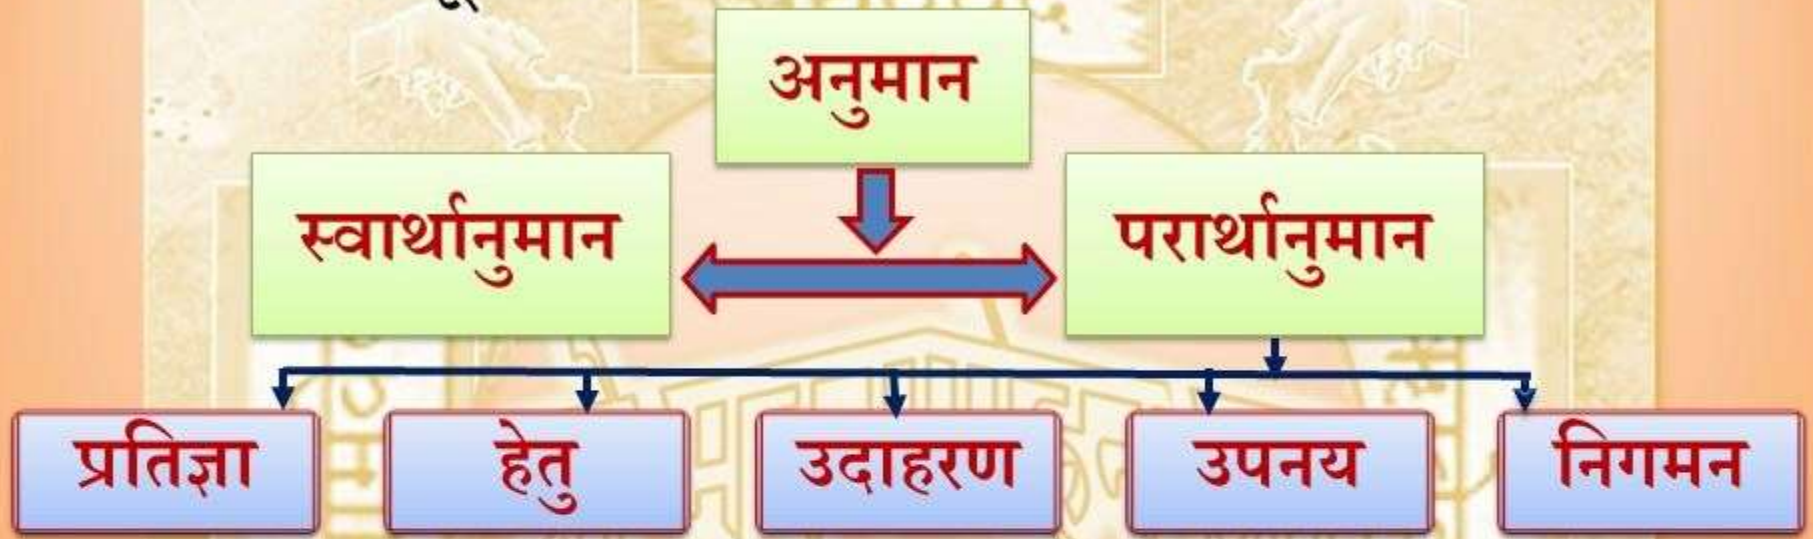 अनुमान
स्वार्थानुमान
परार्थानुमान
प्रतिज्ञा
हेतु
उदाहरण
उपनय
निगमन